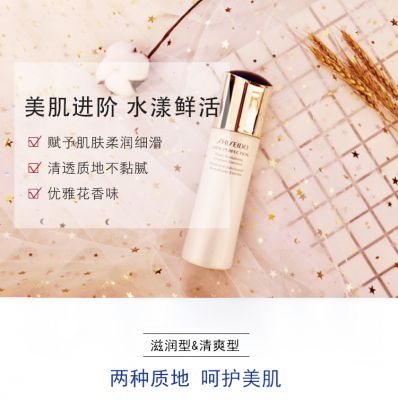 美肌进阶 水漾鲜活
赋予肌肤柔润细滑
清透质地不黏腻
优雅花香味
SHISEIDO
滋润型&清爽型
两种质地 呵护美肌